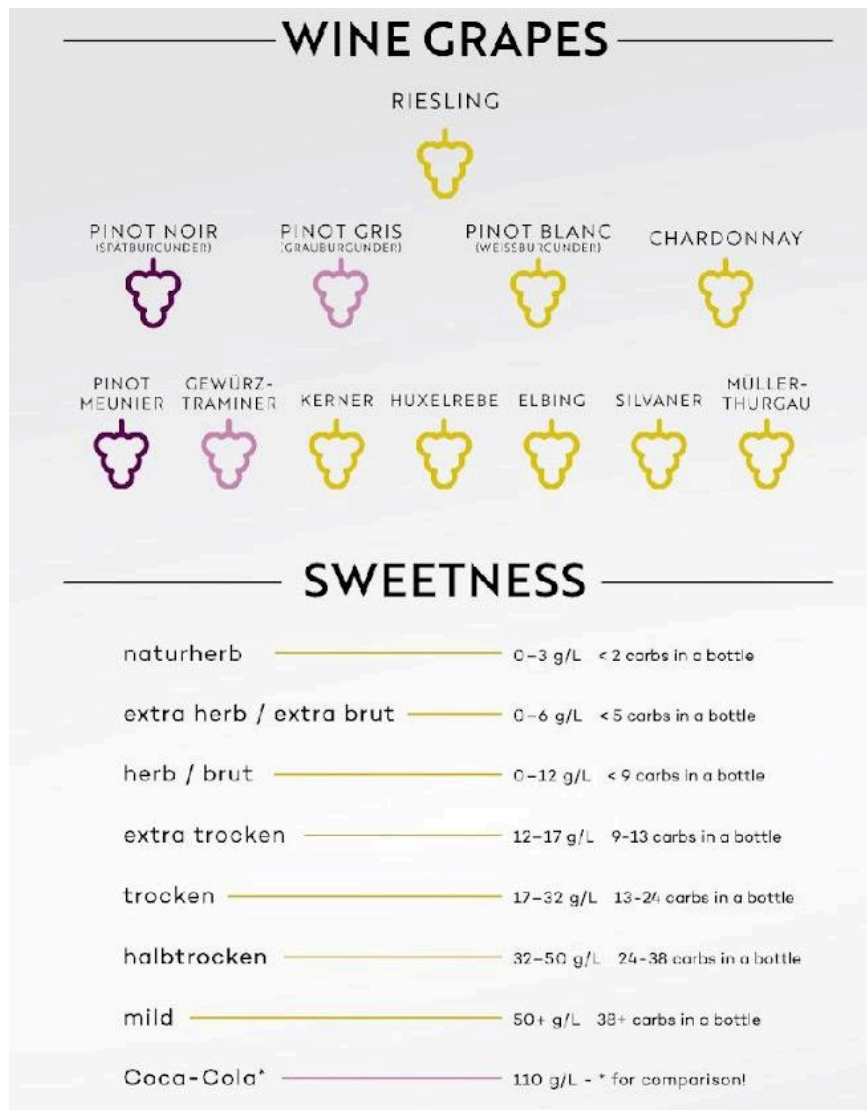 WINE GRAPES
RIESLING
PINOT NOIR
(SPÄTBURGUNDER)
PINOT GRIS
(GRAUBURGUNDER)
PINOT BLANC
(WEISSBURGUNDER)
CHARDONNAY
PINOT
MEUNIER
GEWÜRZ-
TRAMINER
KERNER
HUXELREBE
ELBING
SILVANER
MÜLLER-
THURGAU
SWEETNESS
naturherb 0–3 g/L < 2 carbs in a bottle
extra herb / extra brut 0–6 g/L < 5 carbs in a bottle
herb / brut 0–12 g/L < 9 carbs in a bottle
extra trocken 12–17 g/L 9-13 carbs in a bottle
trocken 17–32 g/L 13-24 carbs in a bottle
halbtrocken 32–50 g/L 24-38 carbs in a bottle
mild 50+ g/L 38+ carbs in a bottle
Coca-Cola* 110 g/L - * for comparison!